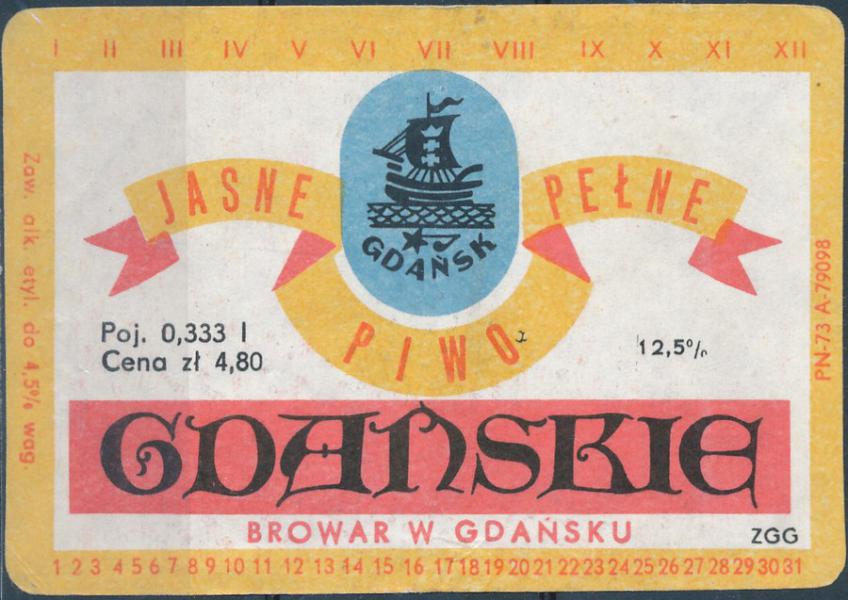 I II III IV V VI VII VIII IX X XI XII
JASNE PEŁNE
GDAŃSK
PIWO
Poj. 0,333 l
Cena zł 4,80
12,5%
GDAŃSKIE
BROWAR W GDAŃSKU
ZGG
1 2 3 4 5 6 7 8 9 10 11 12 13 14 15 16 17 18 19 20 21 22 23 24 25 26 27 28 29 30 31
Zaw. alk. etyl. do 4,5% wag.
PN-73 A-79098